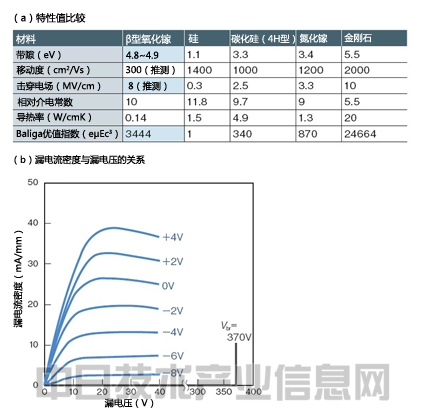 （a）特性值比较
材料 β型氧化镓 硅 碳化硅（4H型） 氮化镓 金刚石
带隙（eV） 4.8~4.9 1.1 3.3 3.4 5.5
移动度（cm²/Vs） 300（推测） 1400 1000 1200 2000
击穿电场（MV/cm） 8（推测） 0.3 2.5 3.3 10
相对介电常数 10 11.8 9.7 9 5.5
导热率（W/cmK） 0.14 1.5 4.9 1.3 20
Baliga优值指数（eμEc³） 3444 1 340 870 24664
（b）漏电流密度与漏电压的关系
漏电流密度（mA/mm）
50
40
30
20
10
0
+4V
+2V
0V
−2V
−4V
−6V
−8V
Vbr=
370V
0 10 20 30 40 300 400
漏电压（V）
中日技术产业信息网